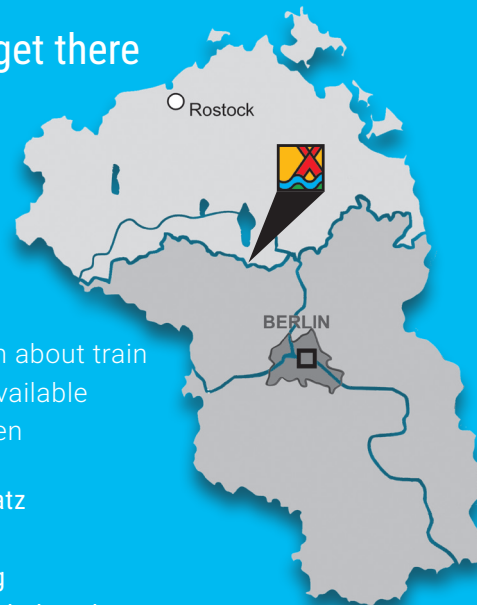 get there
Rostock
BERLIN
n about train
vailable
en
atz
g